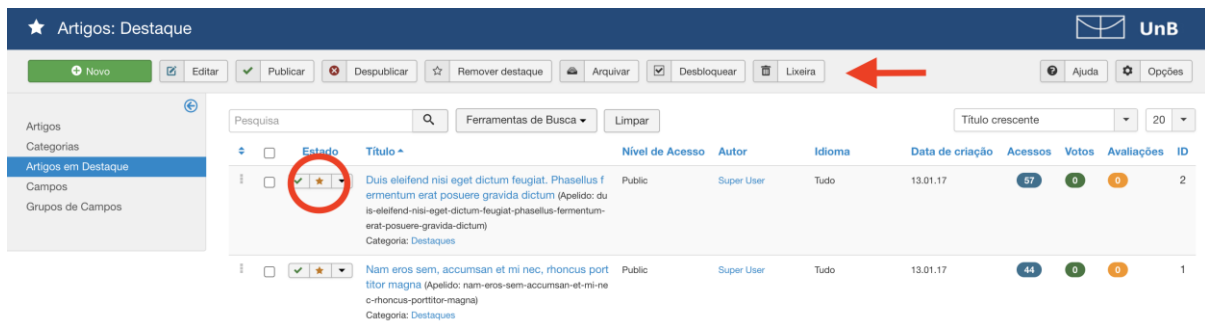 Artigos: Destaque
UnB
Novo Editar Publicar Despublicar Remover destaque Arquivar Desbloquear Lixeira Ajuda Opções
Artigos
Categorias
Artigos em Destaque
Campos
Grupos de Campos
Pesquisa Ferramentas de Busca Limpar Título crescente 20
Estado Título Nível de Acesso Autor Idioma Data de criação Acessos Votos Avaliações ID
Duis eleifend nisi eget dictum feugiat. Phasellus f Public Super User Tudo 13.01.17 57 0 0 2
ermentum erat posuere gravida dictum (Apelido: du
is-eleifend-nisi-eget-dictum-feugiat-phasellus-fermentum-
erat-posuere-gravida-dictum)
Categoria: Destaques
Nam eros sem, accumsan et mi nec, rhoncus port Public Super User Tudo 13.01.17 44 0 0 1
titor magna (Apelido: nam-eros-sem-accumsan-et-mi-ne
c-rhoncus-porttitor-magna)
Categoria: Destaques